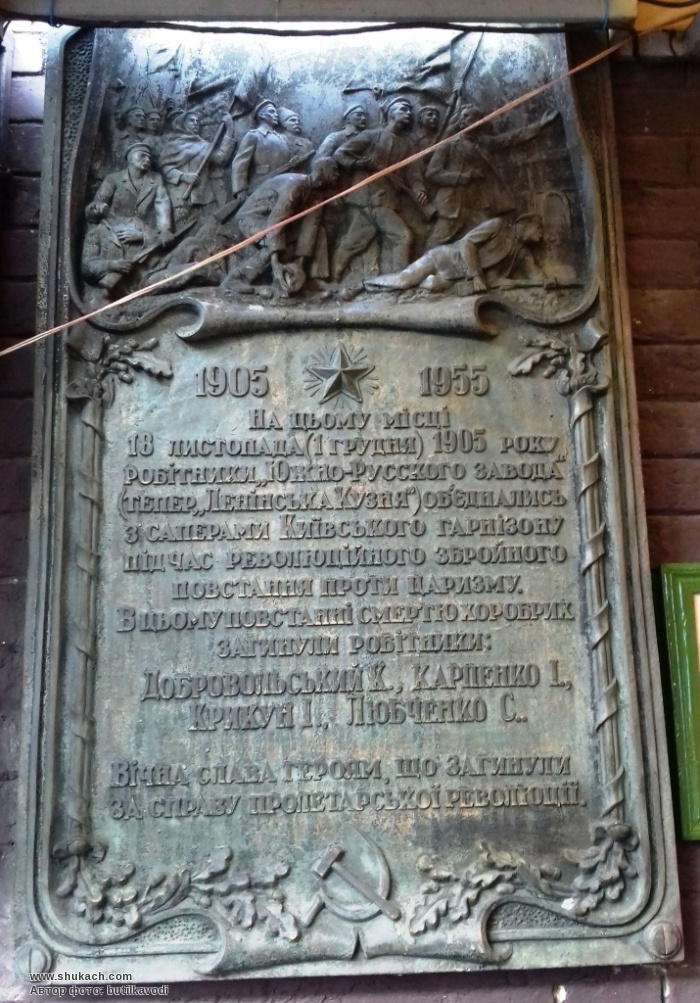 1905 1955
На цьому місці
18 листопада (1 грудня) 1905 року
робітники „Южно-Русского завода"
(тепер „Ленінська Кузня") об'єднались
з саперами Київського гарнізону
під час революційного збройного
повстання проти царизму.
В цьому повстанні смертю хоробрих
загинули робітники:
Добровольський К., Карпенко І.,
Крикун І., Любченко С..
Вічна слава героям, що загинули
за справу пролетарської революції.
www.shukach.com
Автор фото: butilkavodi